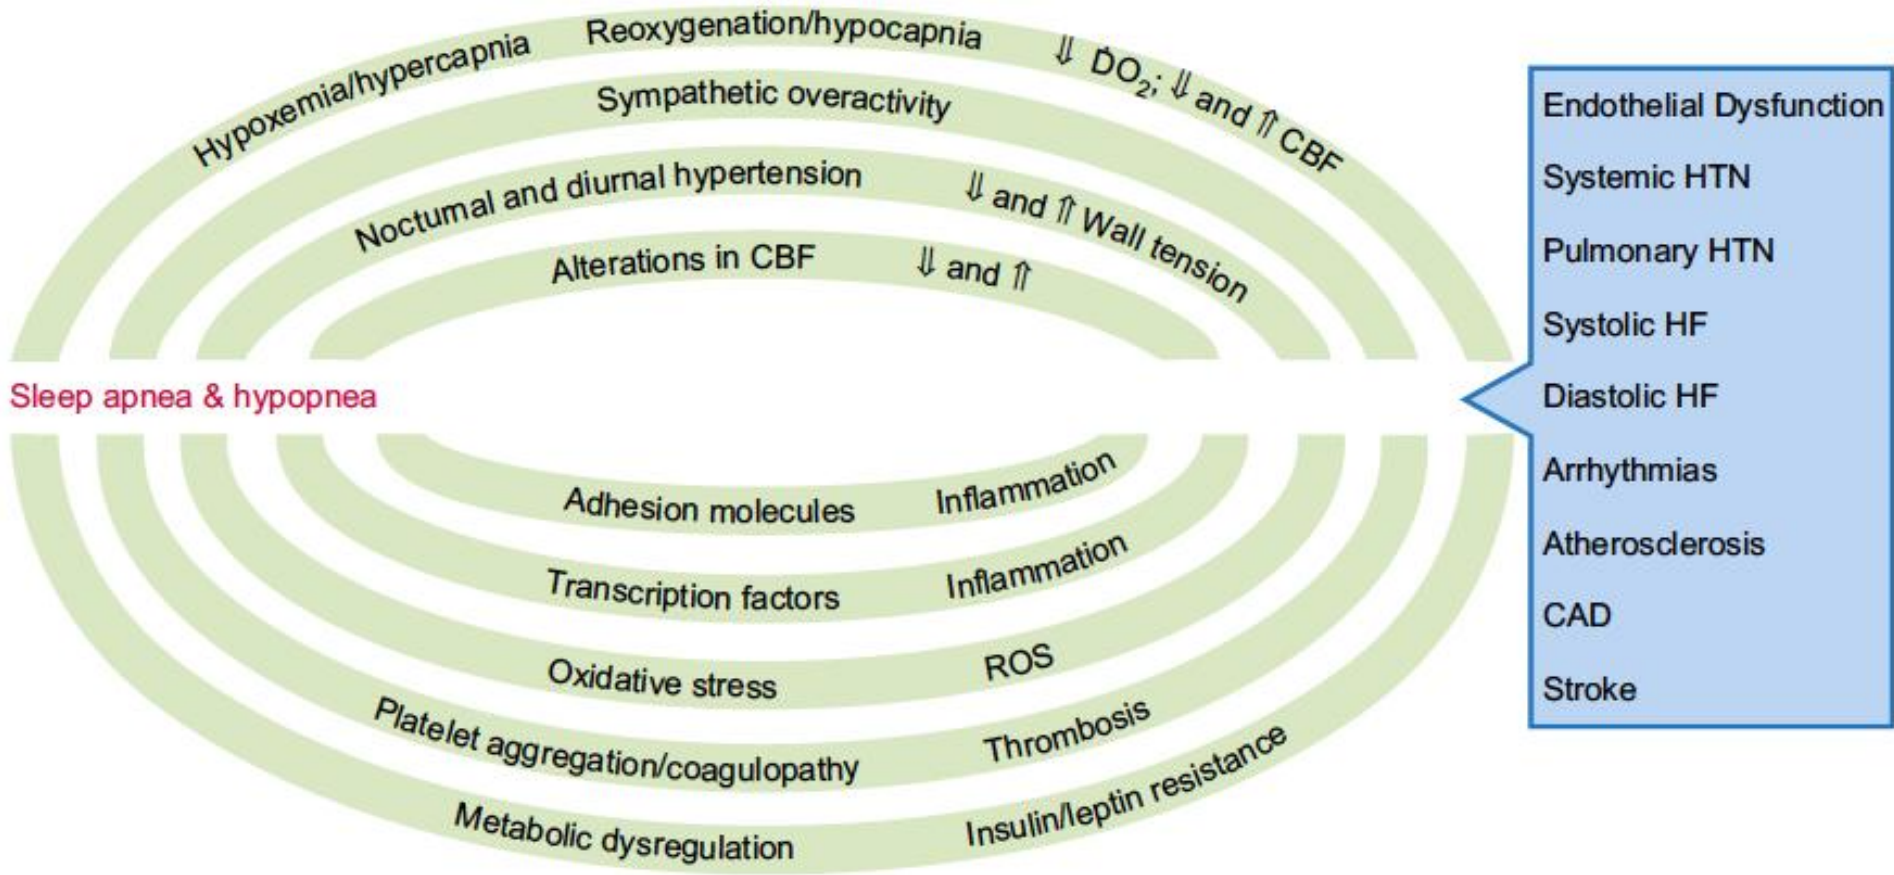 Hypoxemia/hypercapnia Reoxygenation/hypocapnia ⇓ ḊO₂; ⇓ and ⇑ CBF
Sympathetic overactivity
Noctumal and diurnal hypertension ⇓ and ⇑ Wall tension
Alterations in CBF ⇓ and ⇑
Sleep apnea & hypopnea
Adhesion molecules Inflammation
Transcription factors Inflammation
Oxidative stress ROS
Platelet aggregation/coagulopathy Thrombosis
Metabolic dysregulation Insulin/leptin resistance
Endothelial Dysfunction
Systemic HTN
Pulmonary HTN
Systolic HF
Diastolic HF
Arrhythmias
Atherosclerosis
CAD
Stroke